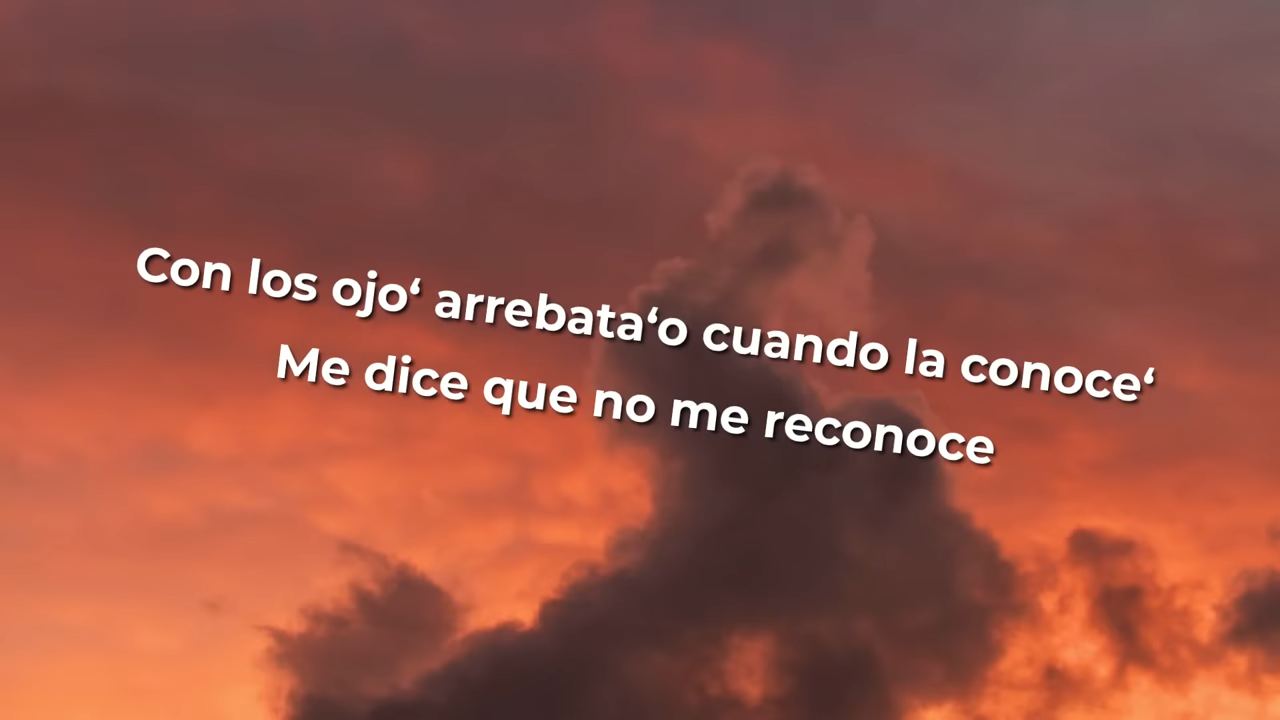 Con los ojo‘ arrebata‘o cuando la conoce‘
Me dice que no me reconoce